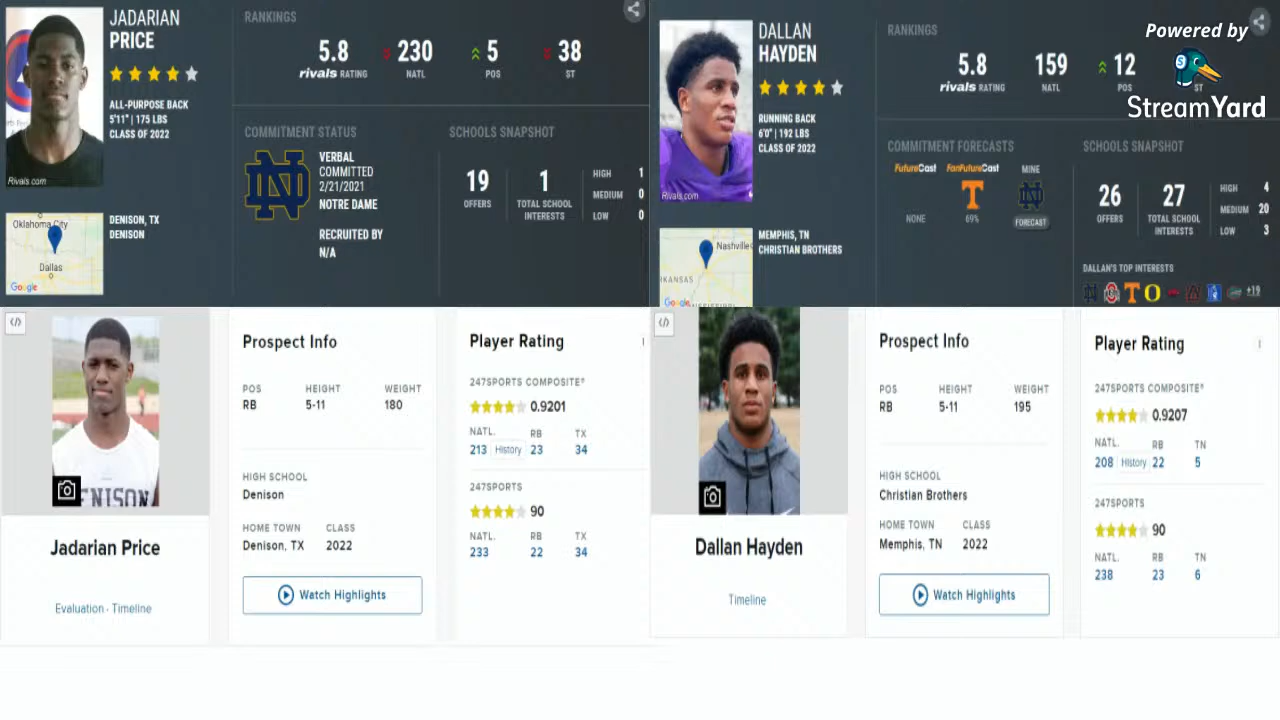 JADARIAN
PRICE
ALL-PURPOSE BACK
5'11" | 175 LBS
CLASS OF 2022
Rivals.com
Oklahoma City
Dallas
Google
DENISON, TX
DENISON
RANKINGS
5.8 230 5 38
rivals RATING NATL POS ST
COMMITMENT STATUS
VERBAL
COMMITTED
2/21/2021
NOTRE DAME
RECRUITED BY
N/A
SCHOOLS SNAPSHOT
19 1
OFFERS TOTAL SCHOOL
INTERESTS
HIGH 1
MEDIUM 0
LOW 0
DALLAN
HAYDEN
RUNNING BACK
6'0" | 192 LBS
CLASS OF 2022
Rivals.com
Nashville
Google
MEMPHIS, TN
CHRISTIAN BROTHERS
RANKINGS
5.8 159 12
rivals RATING NATL POS ST
Powered by
StreamYard
COMMITMENT FORECASTS
FutureCast FanFutureCast MINE
NONE 69% FORECAST
SCHOOLS SNAPSHOT
26 27
OFFERS TOTAL SCHOOL
INTERESTS
HIGH 4
MEDIUM 20
LOW 3
DALLAN'S TOP INTERESTS
+19
DENISON
Jadarian Price
Evaluation · Timeline
Prospect Info
POS HEIGHT WEIGHT
RB 5-11 180
HIGH SCHOOL
Denison
HOME TOWN CLASS
Denison, TX 2022
Watch Highlights
Player Rating
247SPORTS COMPOSITE®
0.9201
NATL. RB TX
213 History 23 34
247SPORTS
90
NATL. RB TX
233 22 34
Dallan Hayden
Timeline
Prospect Info
POS HEIGHT WEIGHT
RB 5-11 195
HIGH SCHOOL
Christian Brothers
HOME TOWN CLASS
Memphis, TN 2022
Watch Highlights
Player Rating
247SPORTS COMPOSITE®
0.9207
NATL. RB TN
208 History 22 5
247SPORTS
90
NATL. RB TN
238 23 6